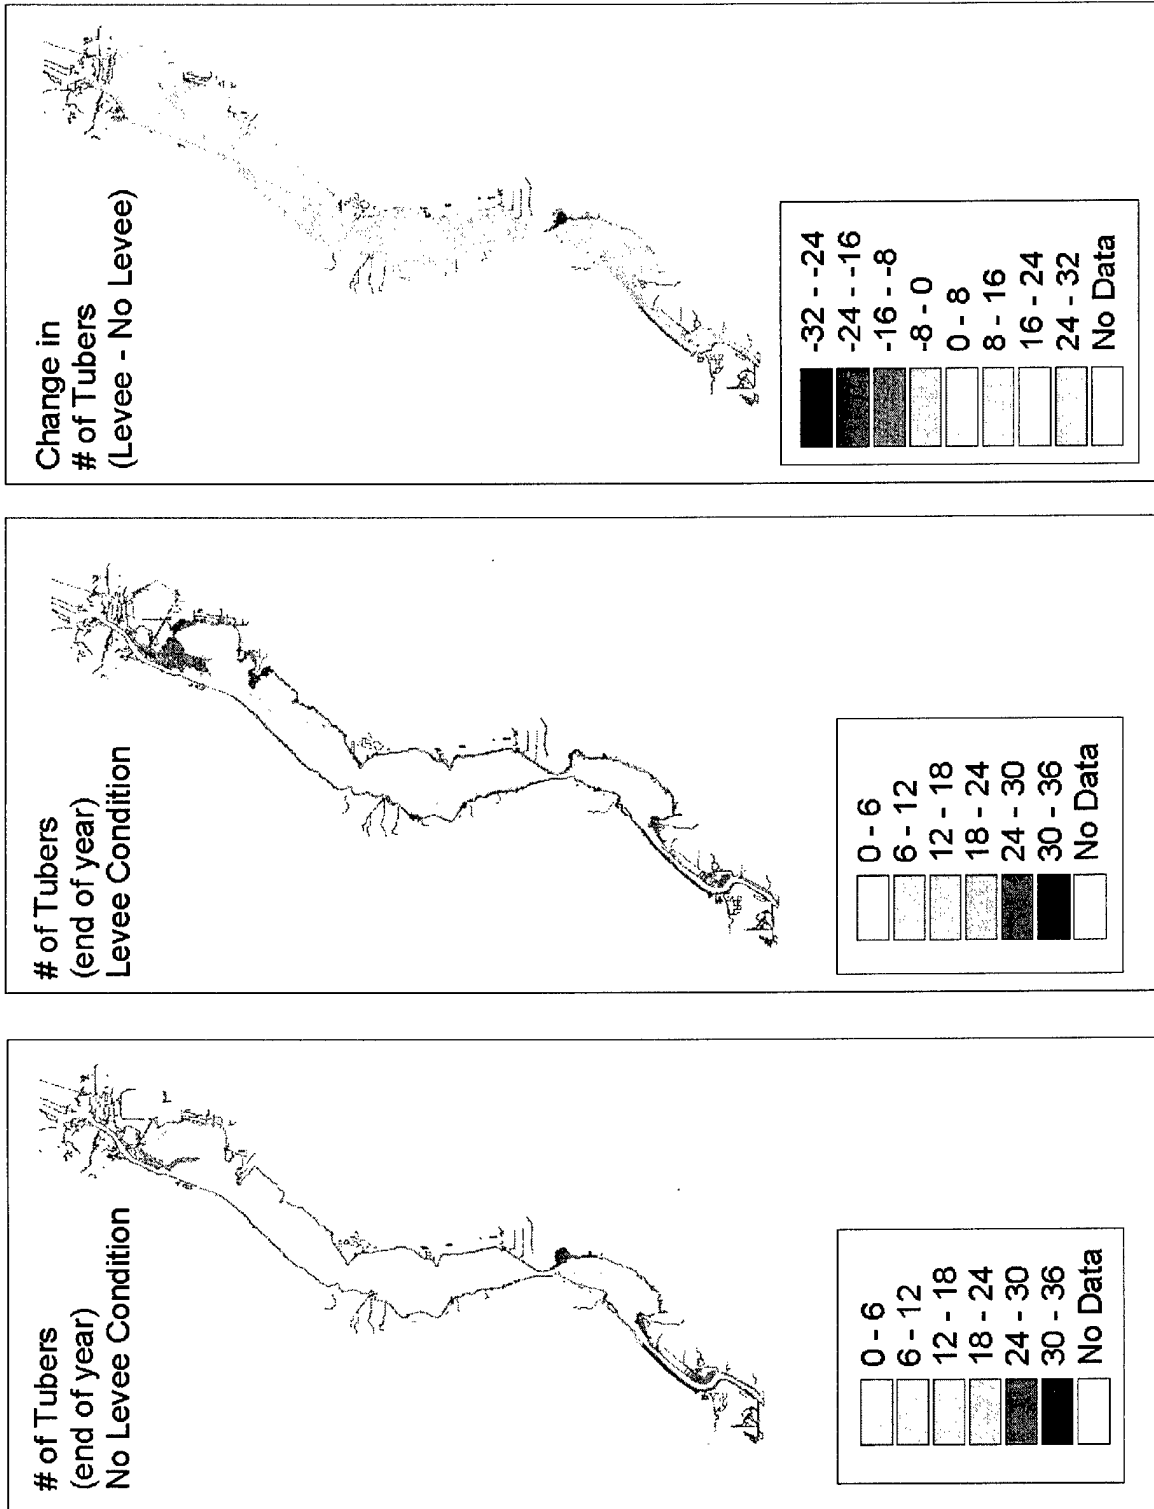 # of Tubers
(end of year)
No Levee Condition
0 - 6
6 - 12
12 - 18
18 - 24
24 - 30
30 - 36
No Data
# of Tubers
(end of year)
Levee Condition
0 - 6
6 - 12
12 - 18
18 - 24
24 - 30
30 - 36
No Data
Change in
# of Tubers
(Levee - No Levee)
-32 - -24
-24 - -16
-16 - -8
-8 - 0
0 - 8
8 - 16
16 - 24
24 - 32
No Data